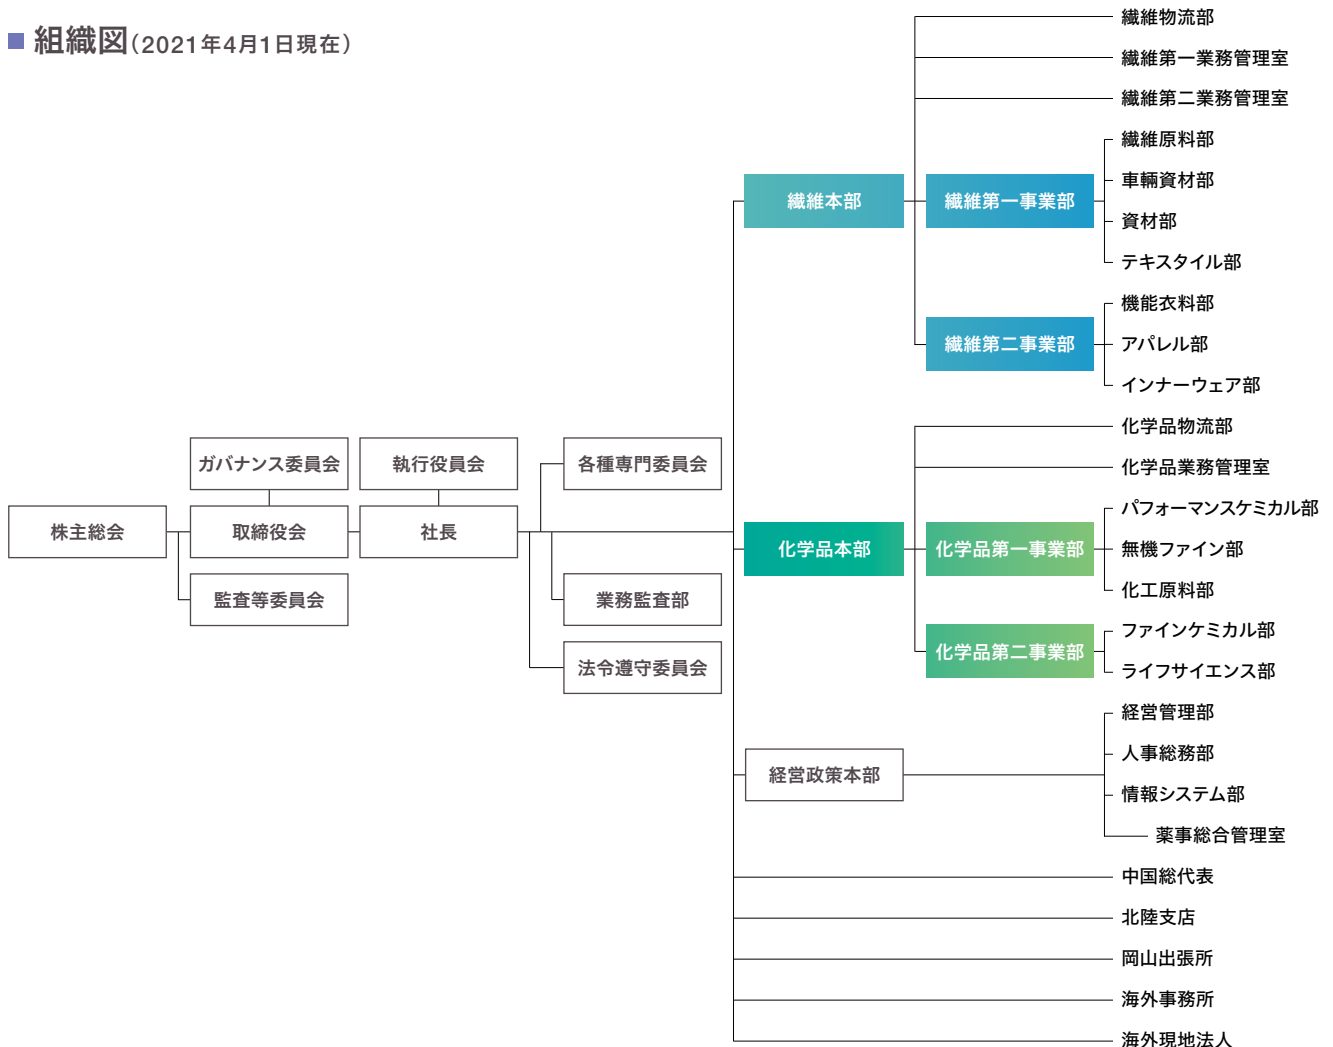 組織図(2021年4月1日現在)
株主総会
ガバナンス委員会
取締役会
監査等委員会
執行役員会
社長
各種専門委員会
業務監査部
法令遵守委員会
繊維本部
繊維物流部
繊維第一業務管理室
繊維第二業務管理室
繊維第一事業部
繊維原料部
車輛資材部
資材部
テキスタイル部
繊維第二事業部
機能衣料部
アパレル部
インナーウェア部
化学品本部
化学品物流部
化学品業務管理室
化学品第一事業部
パフォーマンスケミカル部
無機ファイン部
化工原料部
化学品第二事業部
ファインケミカル部
ライフサイエンス部
経営政策本部
経営管理部
人事総務部
情報システム部
薬事総合管理室
中国総代表
北陸支店
岡山出張所
海外事務所
海外現地法人